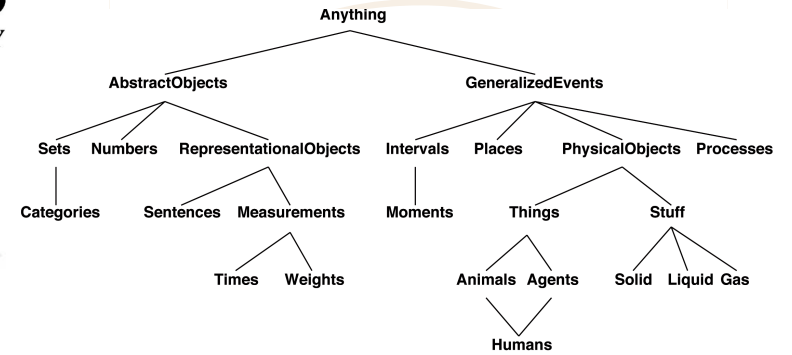 Anything
AbstractObjects GeneralizedEvents
Sets Numbers RepresentationalObjects Intervals Places PhysicalObjects Processes
Categories Sentences Measurements Moments Things Stuff
Times Weights Animals Agents Solid Liquid Gas
Humans